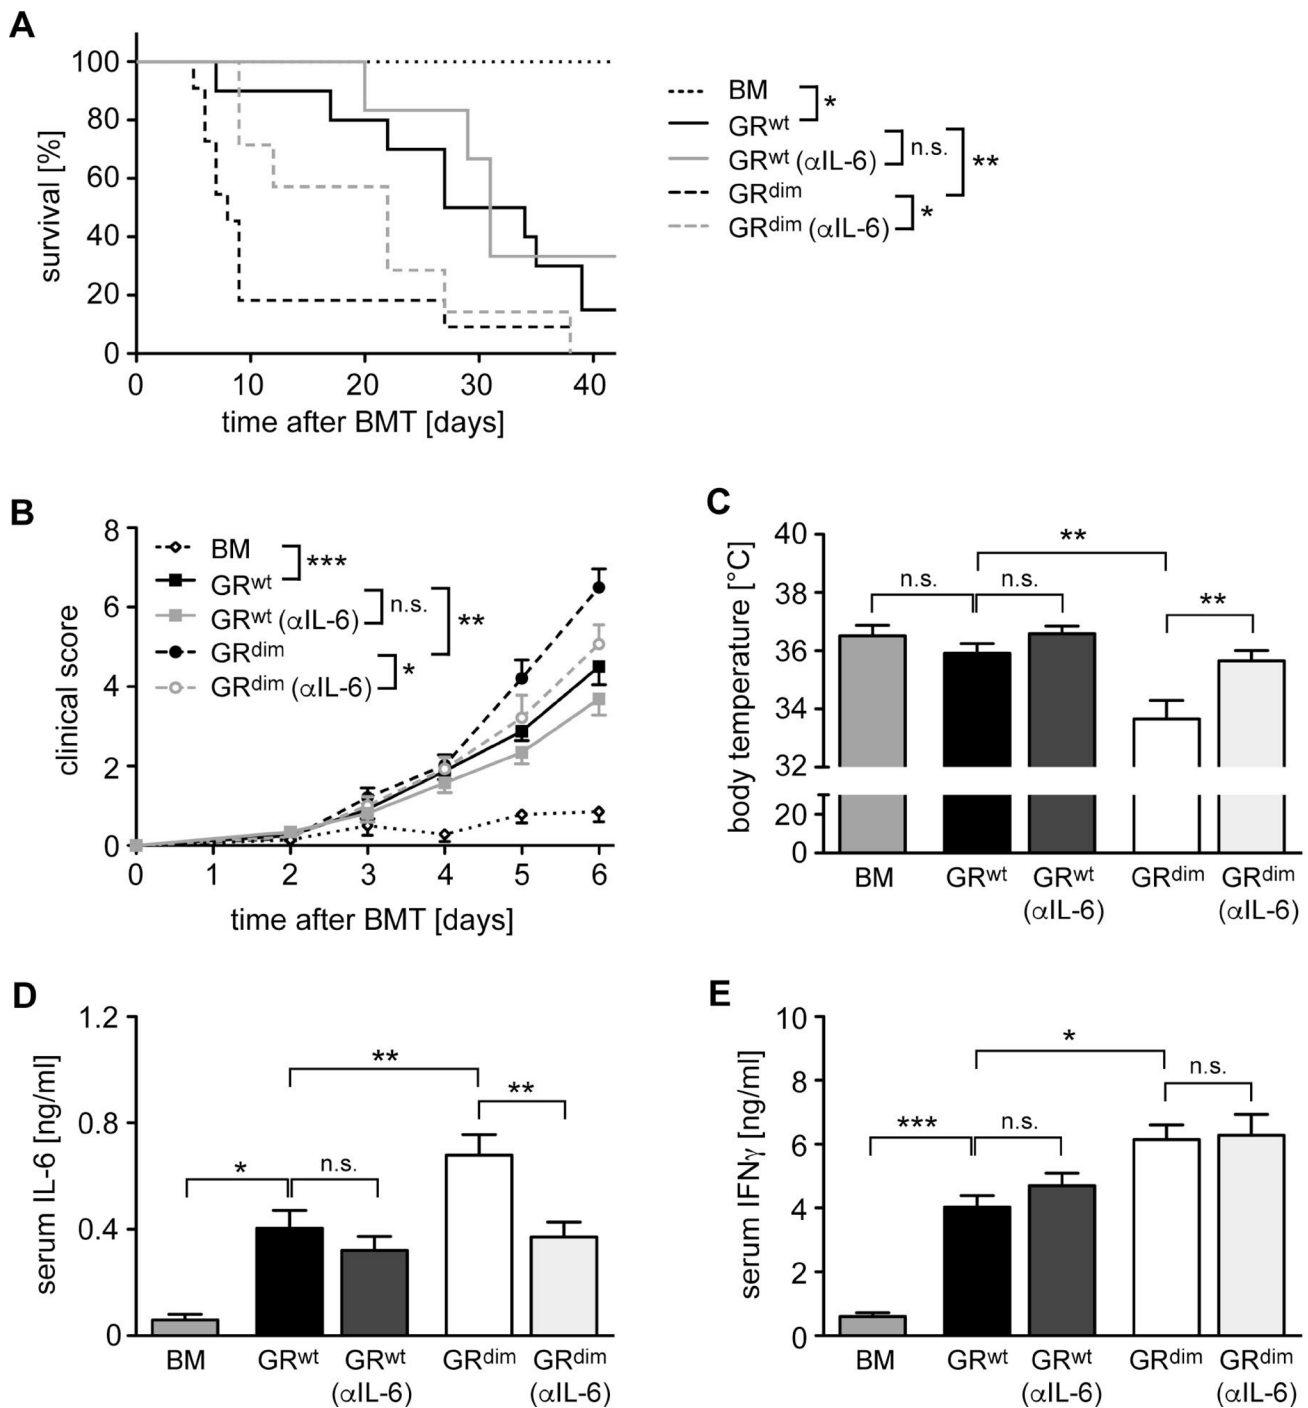 A
survival [%]
100
80
60
40
20
0
0 10 20 30 40
time after BMT [days]
BM
GRwt
GRwt (αIL-6)
GRdim
GRdim (αIL-6)
*
n.s.
**
*
B
clinical score
8
6
4
2
0
0 1 2 3 4 5 6
time after BMT [days]
BM
GRwt
GRwt (αIL-6)
GRdim
GRdim (αIL-6)
***
n.s.
**
*
C
body temperature [°C]
40
38
36
34
32
20
0
n.s.
n.s.
**
**
BM GRwt GRwt GRdim GRdim
(αIL-6) (αIL-6)
D
serum IL-6 [ng/ml]
1.2
0.8
0.4
0
*
n.s.
**
**
BM GRwt GRwt GRdim GRdim
(αIL-6) (αIL-6)
E
serum IFNγ [ng/ml]
10
8
6
4
2
0
***
n.s.
*
n.s.
BM GRwt GRwt GRdim GRdim
(αIL-6) (αIL-6)